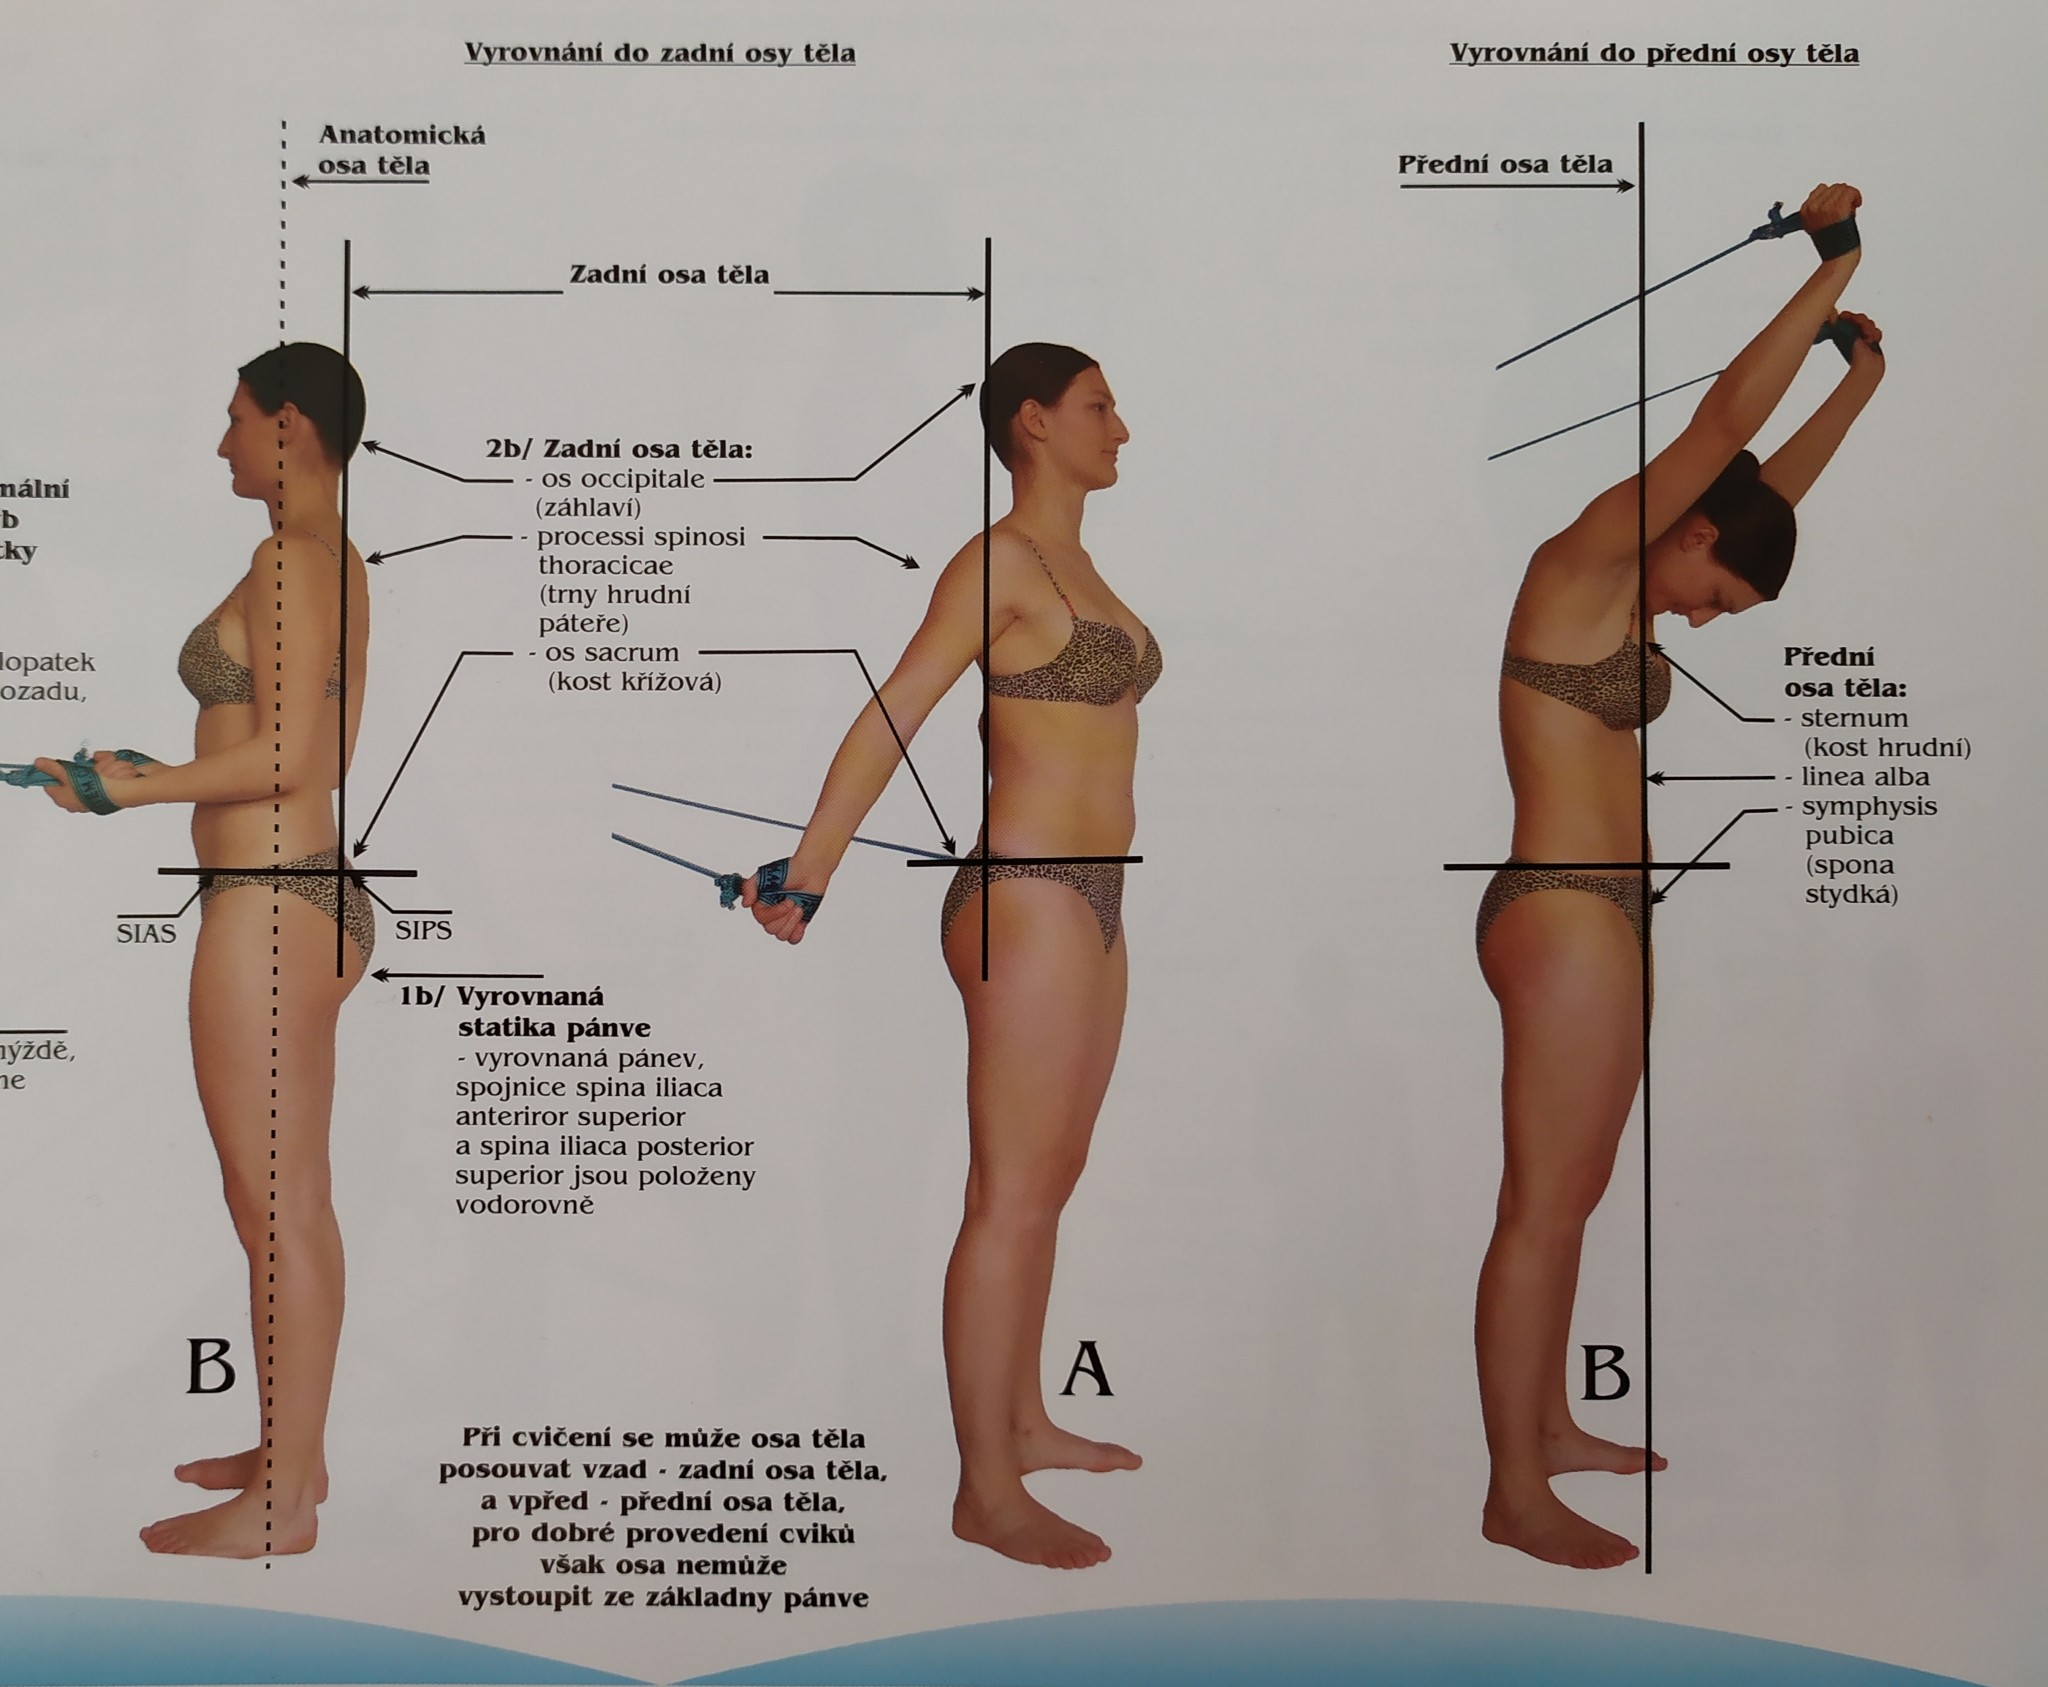 Vyrovnání do zadní osy těla
Vyrovnání do přední osy těla
Anatomická
osa těla
Přední osa těla
Zadní osa těla
2b/ Zadní osa těla:
- os occipitale
(záhlaví)
- processi spinosi
thoracicae
(trny hrudní
páteře)
- os sacrum
(kost křížová)
mální
b
tky
lopatek
ozadu,
Přední
osa těla:
- sternum
(kost hrudní)
- linea alba
- symphysis
pubica
(spona
stydká)
SIAS
SIPS
1b/ Vyrovnaná
statika pánve
- vyrovnaná pánev,
spojnice spina iliaca
anteriror superior
a spina iliaca posterior
superior jsou položeny
vodorovně
hýždě,
ne
B
A
B
Při cvičení se může osa těla
posouvat vzad - zadní osa těla,
a vpřed - přední osa těla,
pro dobré provedení cviků
však osa nemůže
vystoupit ze základny pánve